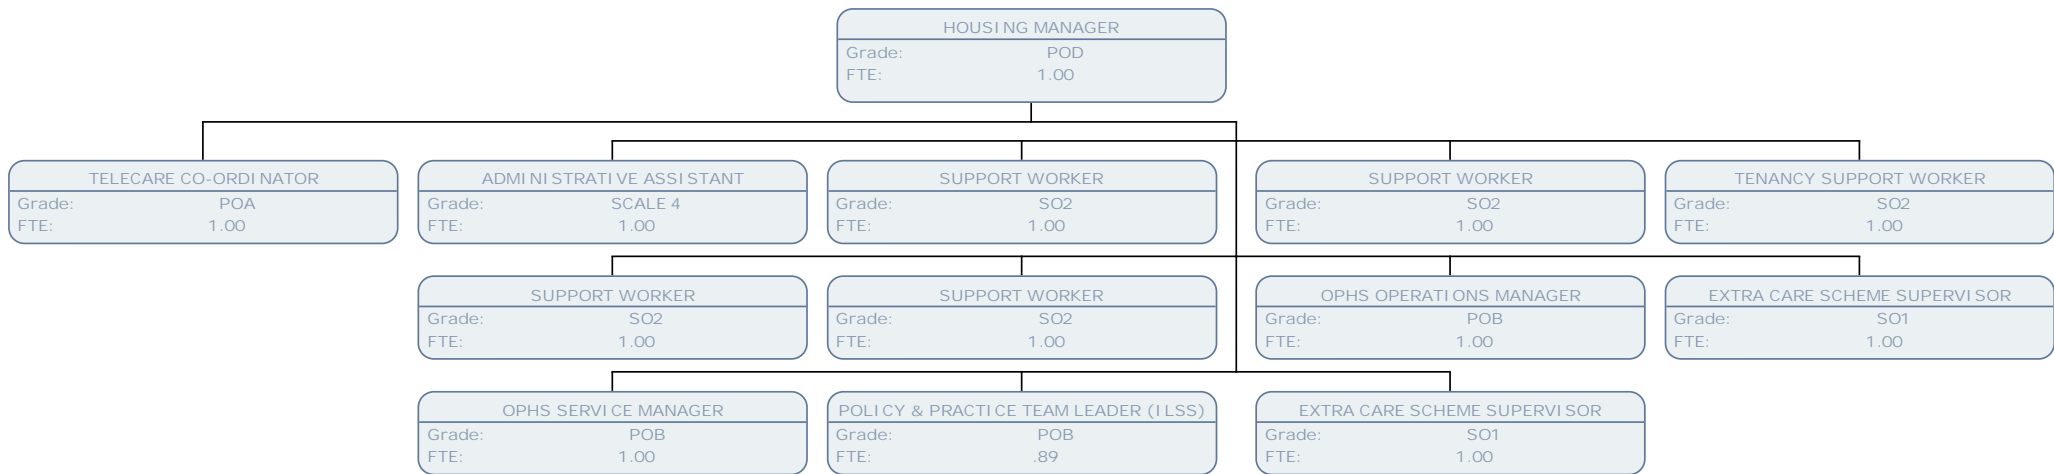 HOUSING MANAGER
Grade: POD
FTE: 1.00
TELECARE CO-ORDINATOR
Grade: POA
FTE: 1.00
ADMINISTRATIVE ASSISTANT
Grade: SCALE 4
FTE: 1.00
SUPPORT WORKER
Grade: SO2
FTE: 1.00
SUPPORT WORKER
Grade: SO2
FTE: 1.00
TENANCY SUPPORT WORKER
Grade: SO2
FTE: 1.00
SUPPORT WORKER
Grade: SO2
FTE: 1.00
SUPPORT WORKER
Grade: SO2
FTE: 1.00
OPHS OPERATIONS MANAGER
Grade: POB
FTE: 1.00
EXTRA CARE SCHEME SUPERVISOR
Grade: SO1
FTE: 1.00
OPHS SERVICE MANAGER
Grade: POB
FTE: 1.00
POLICY & PRACTICE TEAM LEADER (ILSS)
Grade: POB
FTE: .89
EXTRA CARE SCHEME SUPERVISOR
Grade: SO1
FTE: 1.00